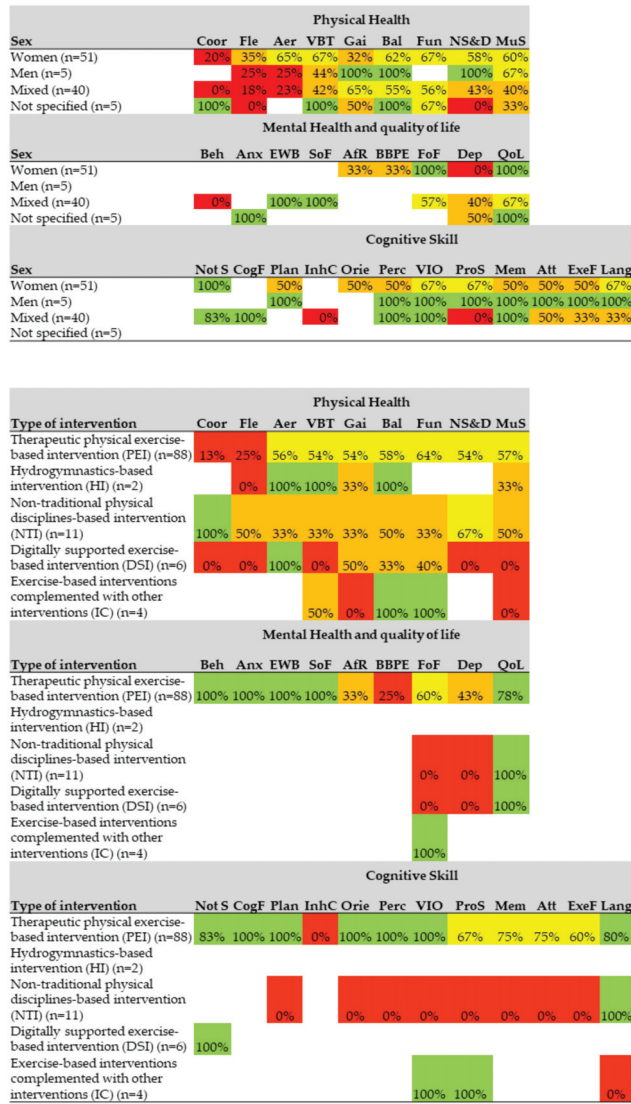 Physical Health
Sex Coor Fle Aer VBT Gai Bal Fun NS&D MuS
Women (n=51) 20% 35% 65% 67% 32% 62% 67% 58% 60%
Men (n=5) 25% 25% 44% 100% 100% 100% 67%
Mixed (n=40) 0% 18% 23% 42% 65% 55% 56% 43% 40%
Not specified (n=5) 100% 0% 100% 50% 100% 67% 0% 33%
Mental Health and quality of life
Sex Beh Anx EWB SoF AfR BBPE FoF Dep QoL
Women (n=51) 33% 33% 100% 0% 100%
Men (n=5)
Mixed (n=40) 0% 100% 100% 57% 40% 67%
Not specified (n=5) 100% 50% 100%
Cognitive Skill
Sex Not S CogF Plan InhC Orie Perc VIO ProS Mem Att ExeF Lang
Women (n=51) 100% 50% 50% 50% 67% 67% 50% 50% 50% 67%
Men (n=5) 100% 100% 100% 100% 100% 100% 100% 100%
Mixed (n=40) 83% 100% 0% 100% 100% 0% 100% 50% 33% 33%
Not specified (n=5)
Physical Health
Type of intervention Coor Fle Aer VBT Gai Bal Fun NS&D MuS
Therapeutic physical exercise-
based intervention (PEI) (n=88) 13% 25% 56% 54% 54% 58% 64% 54% 57%
Hydrogymnastics-based
intervention (HI) (n=2) 0% 100% 100% 33% 100% 33%
Non-traditional physical
disciplines-based intervention
(NTI) (n=11) 100% 50% 33% 33% 33% 50% 33% 67% 50%
Digitally supported exercise-
based intervention (DSI) (n=6) 0% 0% 100% 0% 50% 33% 40% 0% 0%
Exercise-based interventions
complemented with other
interventions (IC) (n=4) 50% 0% 100% 100% 0%
Mental Health and quality of life
Type of intervention Beh Anx EWB SoF AfR BBPE FoF Dep QoL
Therapeutic physical exercise-
based intervention (PEI) (n=88) 100% 100% 100% 100% 33% 25% 60% 43% 78%
Hydrogymnastics-based
intervention (HI) (n=2)
Non-traditional physical
disciplines-based intervention
(NTI) (n=11) 0% 0% 100%
Digitally supported exercise-
based intervention (DSI) (n=6) 0% 0% 100%
Exercise-based interventions
complemented with other
interventions (IC) (n=4) 100%
Cognitive Skill
Type of intervention Not S CogF Plan InhC Orie Perc VIO ProS Mem Att ExeF Lang
Therapeutic physical exercise-
based intervention (PEI) (n=88) 83% 100% 100% 0% 100% 100% 100% 67% 75% 75% 60% 80%
Hydrogymnastics-based
intervention (HI) (n=2)
Non-traditional physical
disciplines-based intervention
(NTI) (n=11) 0% 0% 0% 0% 0% 0% 0% 0% 100%
Digitally supported exercise-
based intervention (DSI) (n=6) 100%
Exercise-based interventions
complemented with other
interventions (IC) (n=4) 100% 100% 0%